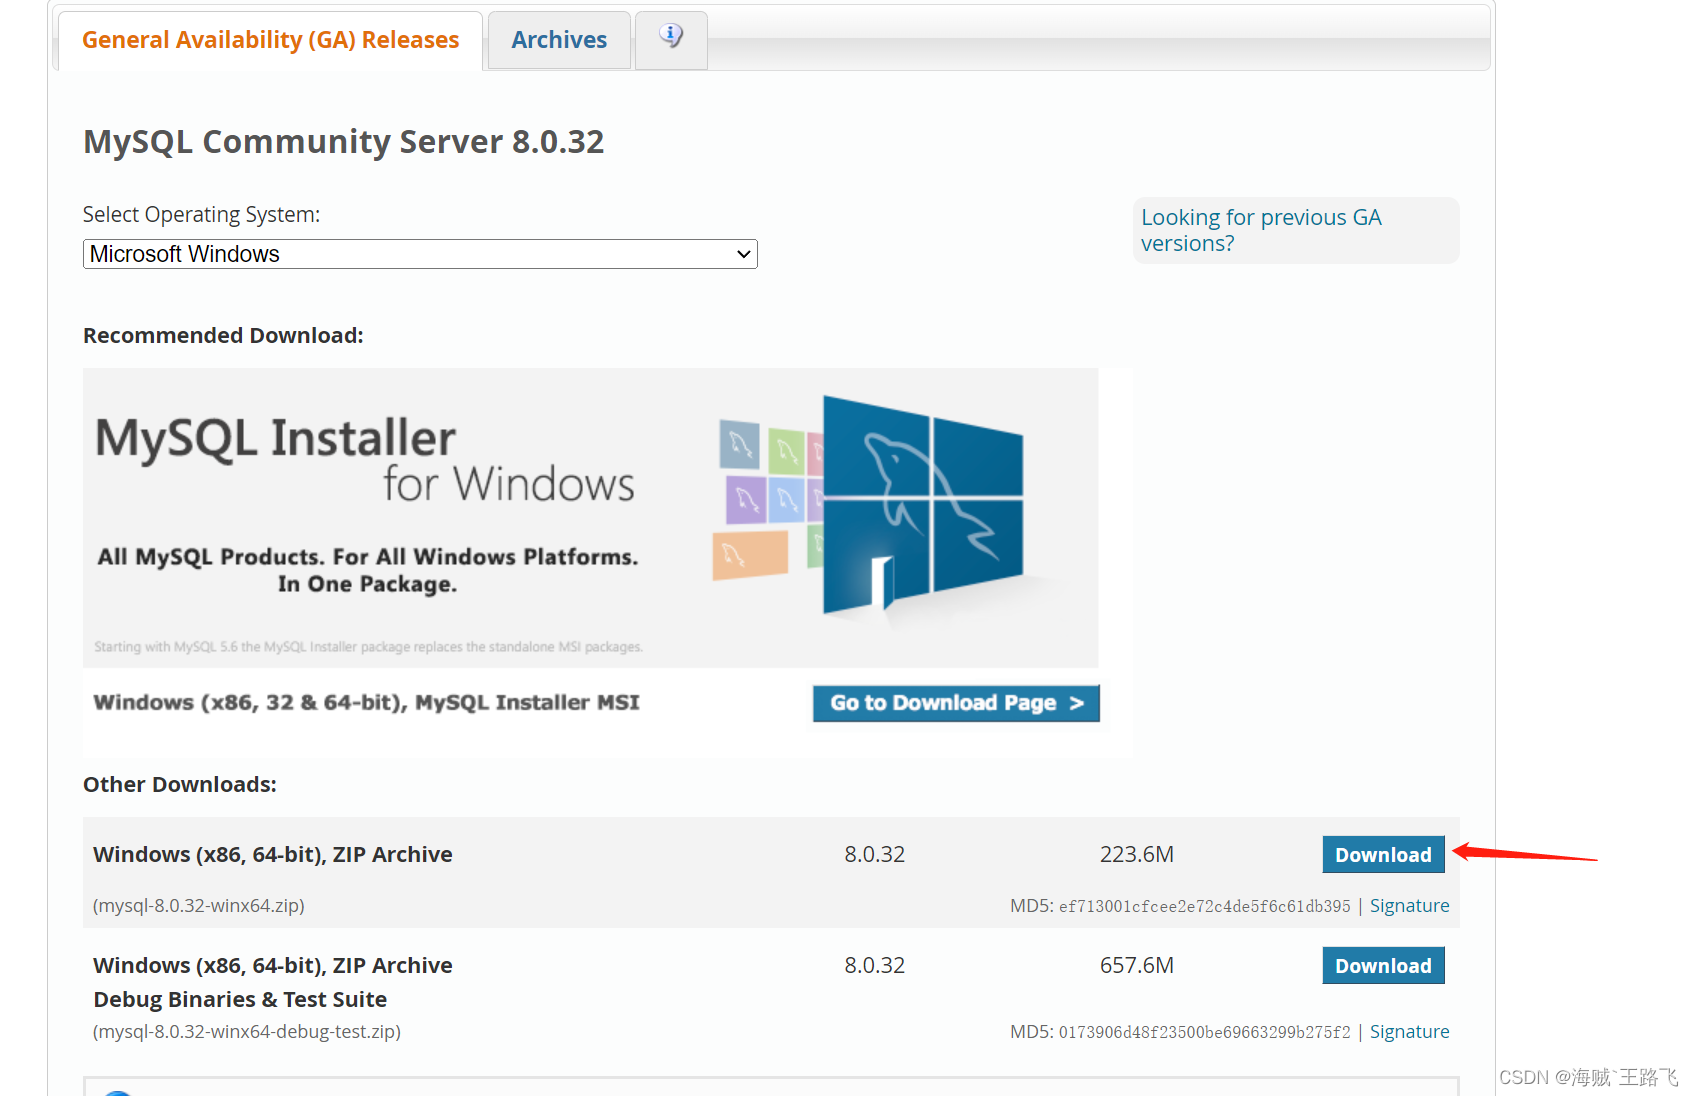 General Availability (GA) Releases
Archives
MySQL Community Server 8.0.32
Select Operating System:
Microsoft Windows
Looking for previous GA
versions?
Recommended Download:
MySQL Installer
for Windows
All MySQL Products. For All Windows Platforms.
In One Package.
Starting with MySQL 5.6 the MySQL Installer package replaces the standalone MSI packages.
Windows (x86, 32 & 64-bit), MySQL Installer MSI
Go to Download Page >
Other Downloads:
Windows (x86, 64-bit), ZIP Archive 8.0.32 223.6M Download
(mysql-8.0.32-winx64.zip) MD5: ef713001cfcee2e72c4de5f6c61db395 | Signature
Windows (x86, 64-bit), ZIP Archive 8.0.32 657.6M Download
Debug Binaries & Test Suite
(mysql-8.0.32-winx64-debug-test.zip) MD5: 0173906d48f23500be69663299b275f2 | Signature
CSDN @海贼`王路飞